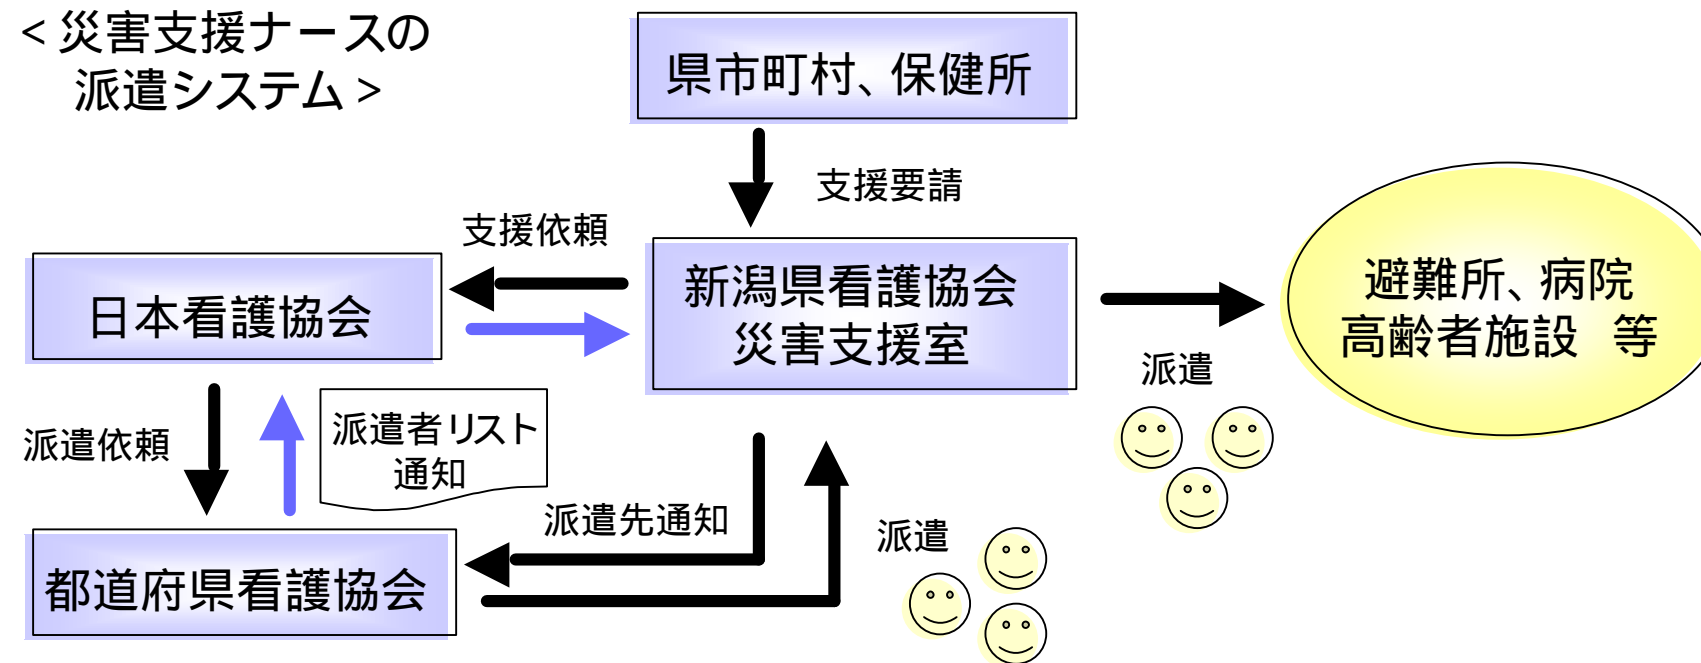 <災害支援ナースの
派遣システム>
県市町村、保健所
支援要請
支援依頼
日本看護協会
新潟県看護協会
災害支援室
避難所、病院
高齢者施設 等
派遣
派遣依頼
派遣者リスト
通知
派遣先通知
派遣
都道府県看護協会